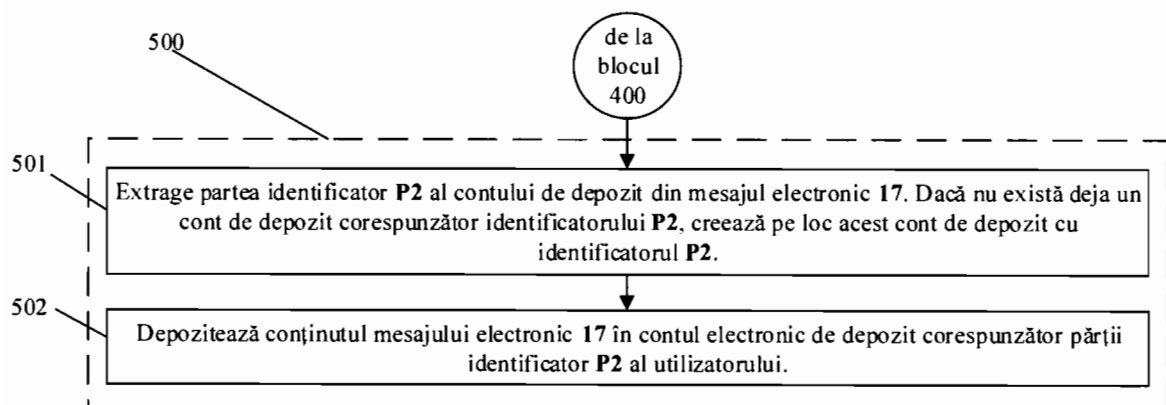 500
de la
blocul
400
501
Extrage partea identificator P2 al contului de depozit din mesajul electronic 17. Dacă nu există deja un
cont de depozit corespunzător identificatorului P2, creează pe loc acest cont de depozit cu
identificatorul P2.
502
Depozitează conținutul mesajului electronic 17 în contul electronic de depozit corespunzător părții
identificator P2 al utilizatorului.